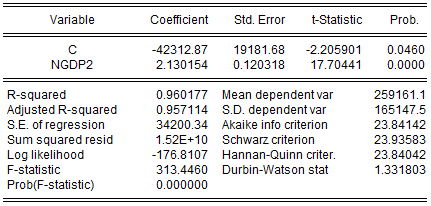 Variable Coefficient Std. Error t-Statistic Prob.
C -42312.87 19181.68 -2.205901 0.0460
NGDP2 2.130154 0.120318 17.70441 0.0000
R-squared 0.960177 Mean dependent var 259161.1
Adjusted R-squared 0.957114 S.D. dependent var 165147.5
S.E. of regression 34200.34 Akaike info criterion 23.84142
Sum squared resid 1.52E+10 Schwarz criterion 23.93583
Log likelihood -176.8107 Hannan-Quinn criter. 23.84042
F-statistic 313.4460 Durbin-Watson stat 1.331803
Prob(F-statistic) 0.000000